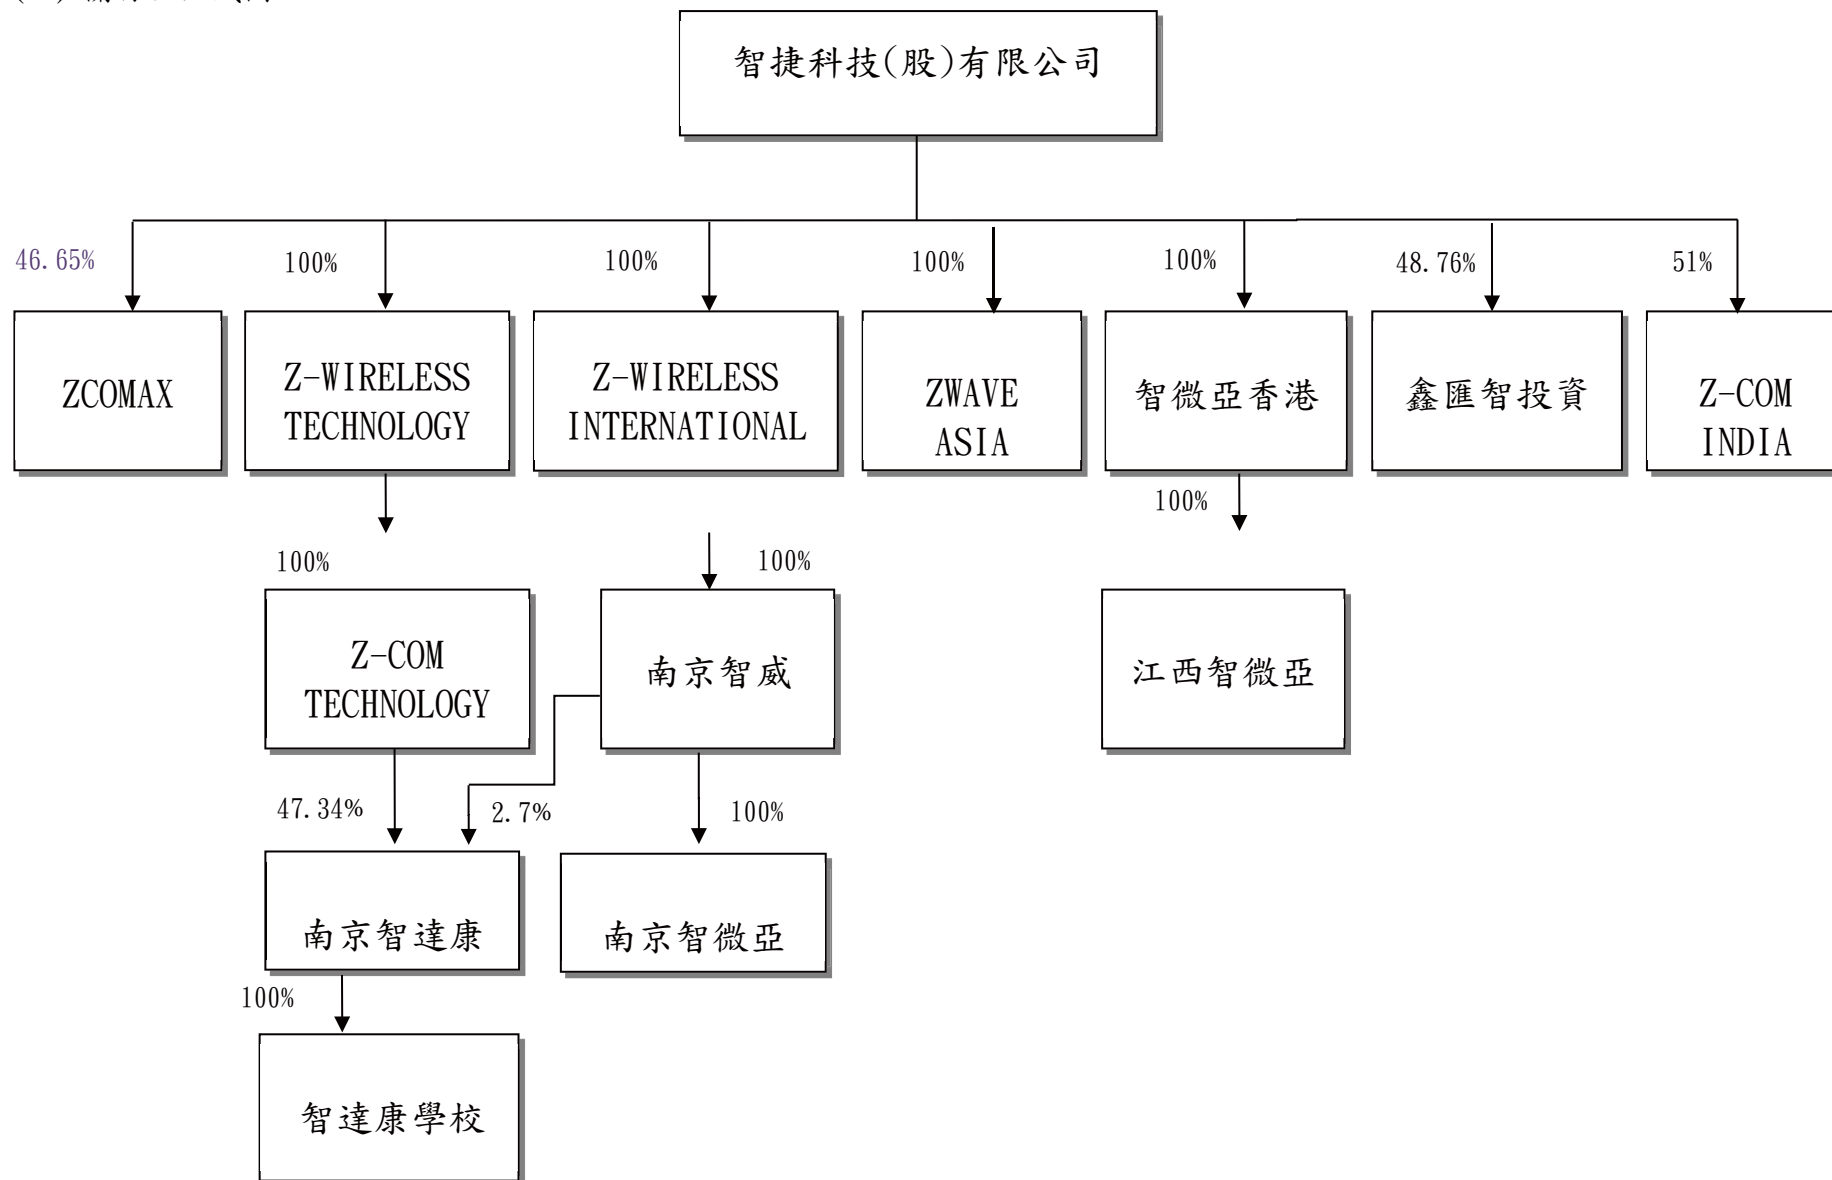 智捷科技(股)有限公司
46.65%
100%
100%
100%
100%
48.76%
51%
ZCOMAX
Z-WIRELESS
TECHNOLOGY
Z-WIRELESS
INTERNATIONAL
ZWAVE
ASIA
智微亞香港
鑫匯智投資
Z-COM
INDIA
100%
100%
100%
Z-COM
TECHNOLOGY
南京智威
江西智微亞
47.34%
2.7%
100%
南京智達康
南京智微亞
100%
智達康學校